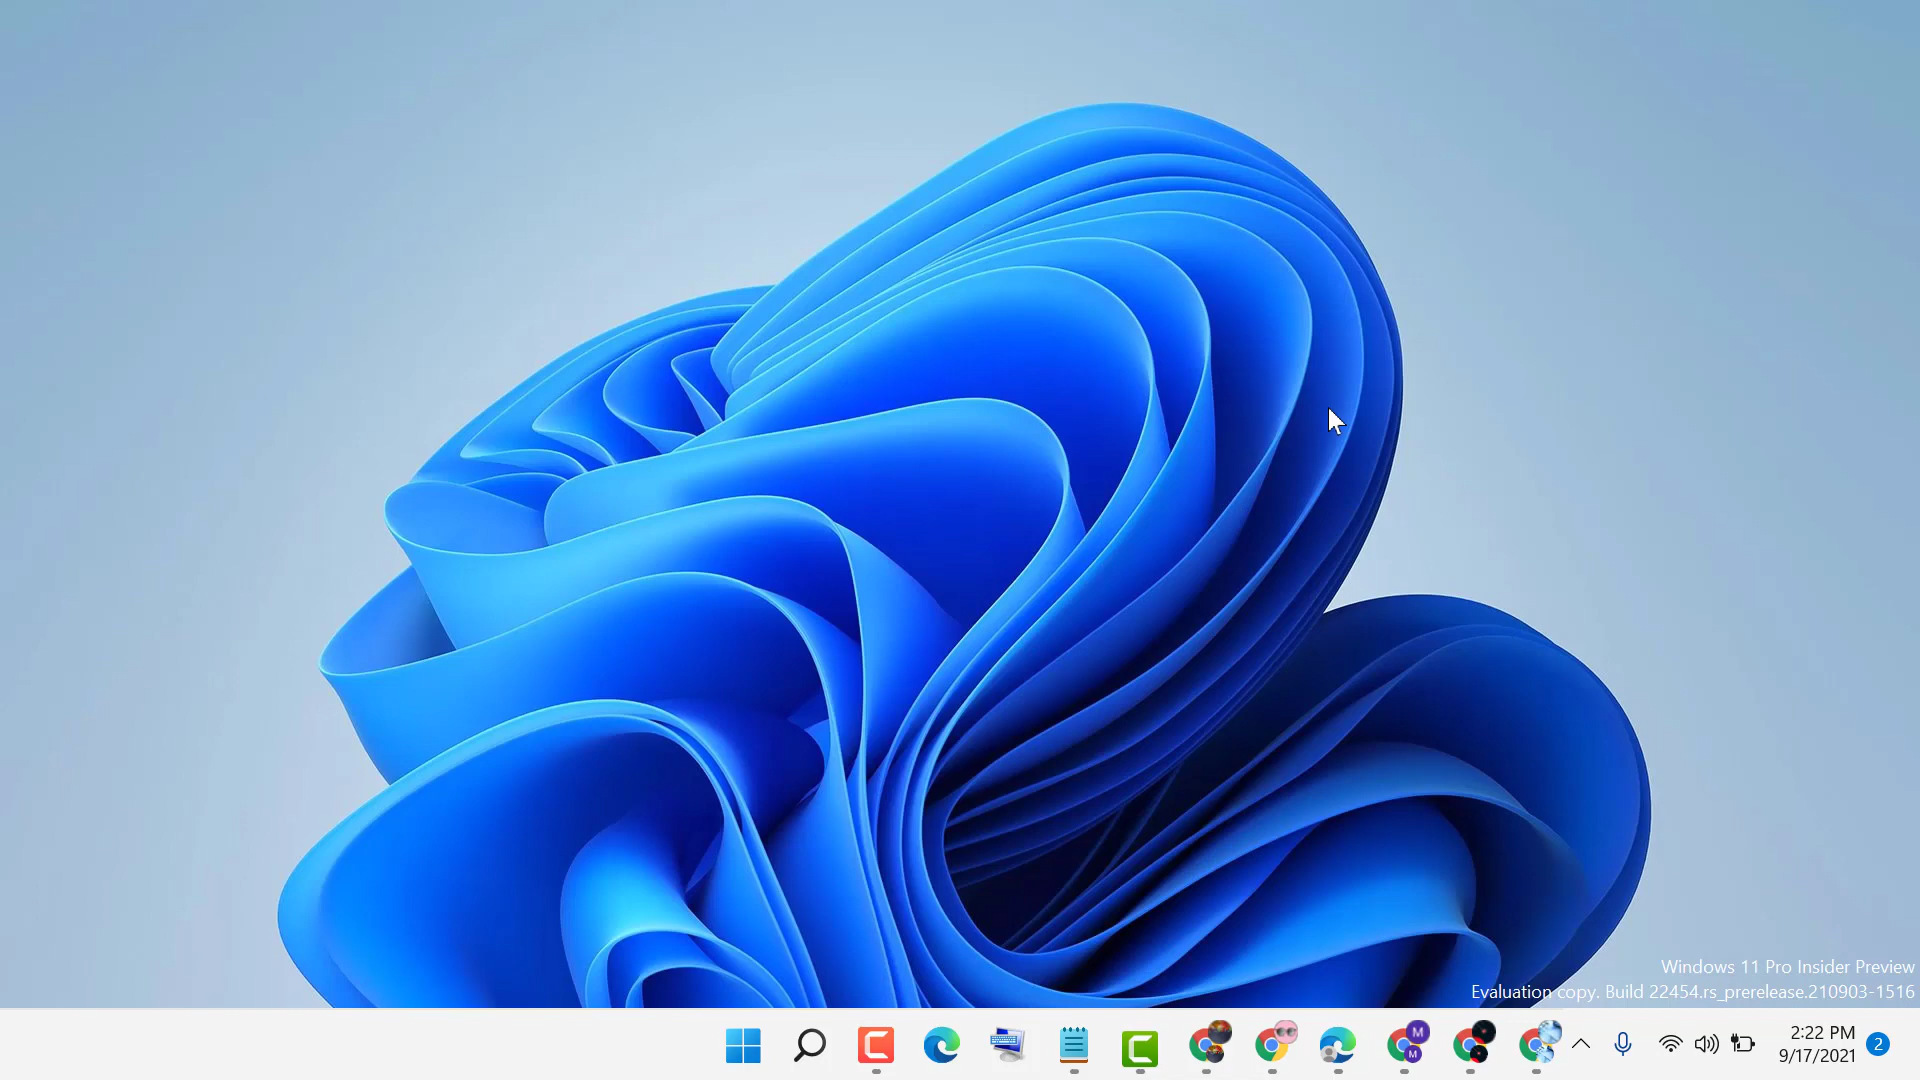 Windows 11 Pro Insider Preview
Evaluation copy. Build 22454.rs_prerelease.210903-1516
M
M
2:22 PM
9/17/2021
2